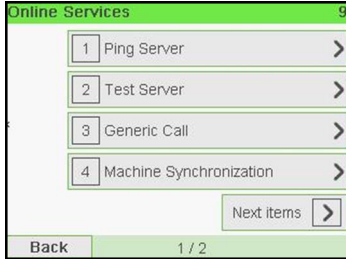 Online Services 9
1 Ping Server
2 Test Server
3 Generic Call
4 Machine Synchronization
Next items
Back 1 / 2